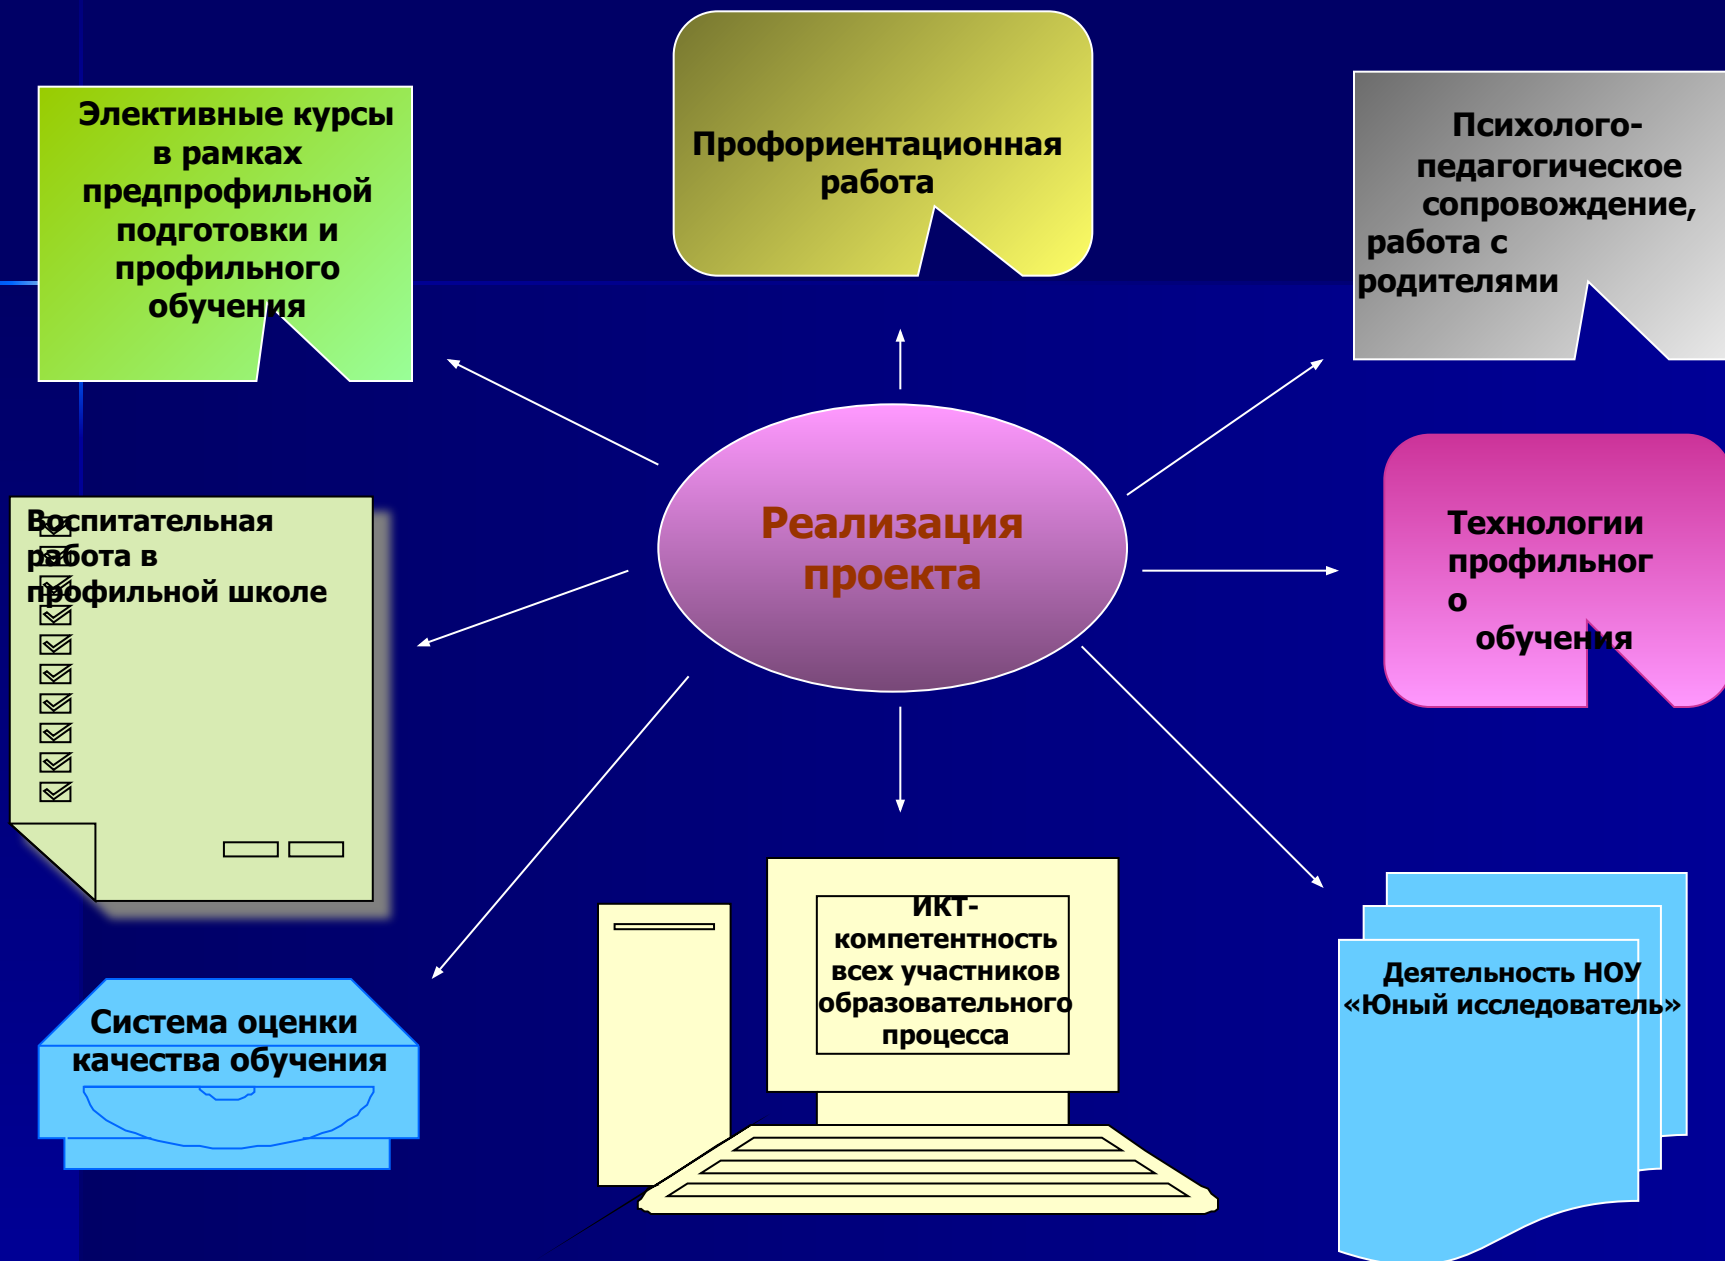 Элективные курсы
в рамках
предпрофильной
подготовки и
профильного
обучения
Профориентационная
работа
Психолого-
педагогическое
сопровождение,
работа с
родителями
Реализация
проекта
Воспитательная
работа в
профильной школе
Технологии
профильног
о
обучения
Система оценки
качества обучения
ИКТ-
компетентность
всех участников
образовательного
процесса
Деятельность НОУ
«Юный исследователь»